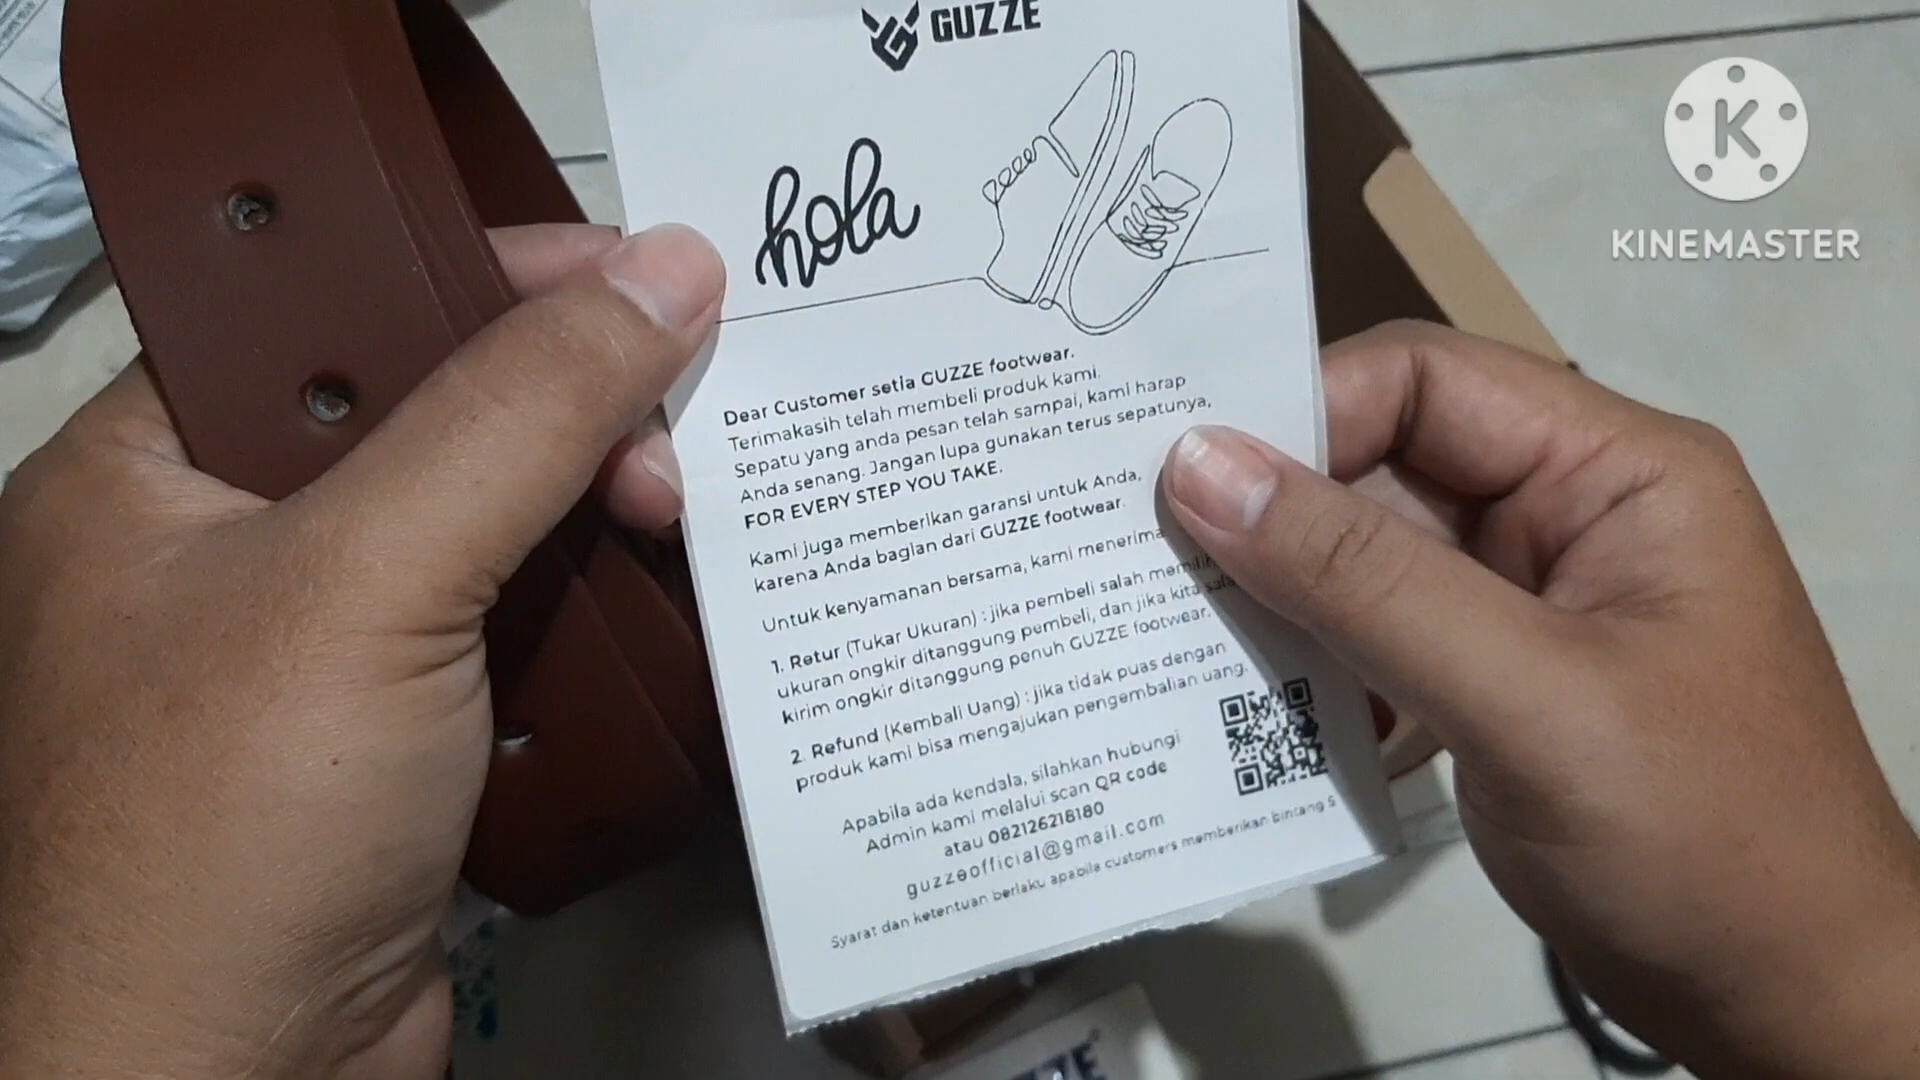 GUZZE
KINEMASTER
hola
Dear Customer setia GUZZE footwear.
Terimakasih telah membeli produk kami.
Sepatu yang anda pesan telah sampai, kami harap
Anda senang. Jangan lupa gunakan terus sepatunya,
FOR EVERY STEP YOU TAKE.
Kami juga memberikan garansi untuk Anda,
karena Anda bagian dari GUZZE footwear.
Untuk kenyamanan bersama, kami menerima
1. Retur (Tukar Ukuran) : jika pembeli salah memilih
ukuran ongkir ditanggung pembeli, dan jika kita salah
kirim ongkir ditanggung penuh GUZZE footwear.
2. Refund (Kembali Uang) : jika tidak puas dengan
produk kami bisa mengajukan pengembalian uang.
Apabila ada kendala, silahkan hubungi
Admin kami melalui scan QR code
atau 082126218180
guzzeofficial@gmail.com
Syarat dan ketentuan berlaku apabila customers memberikan bintang 5